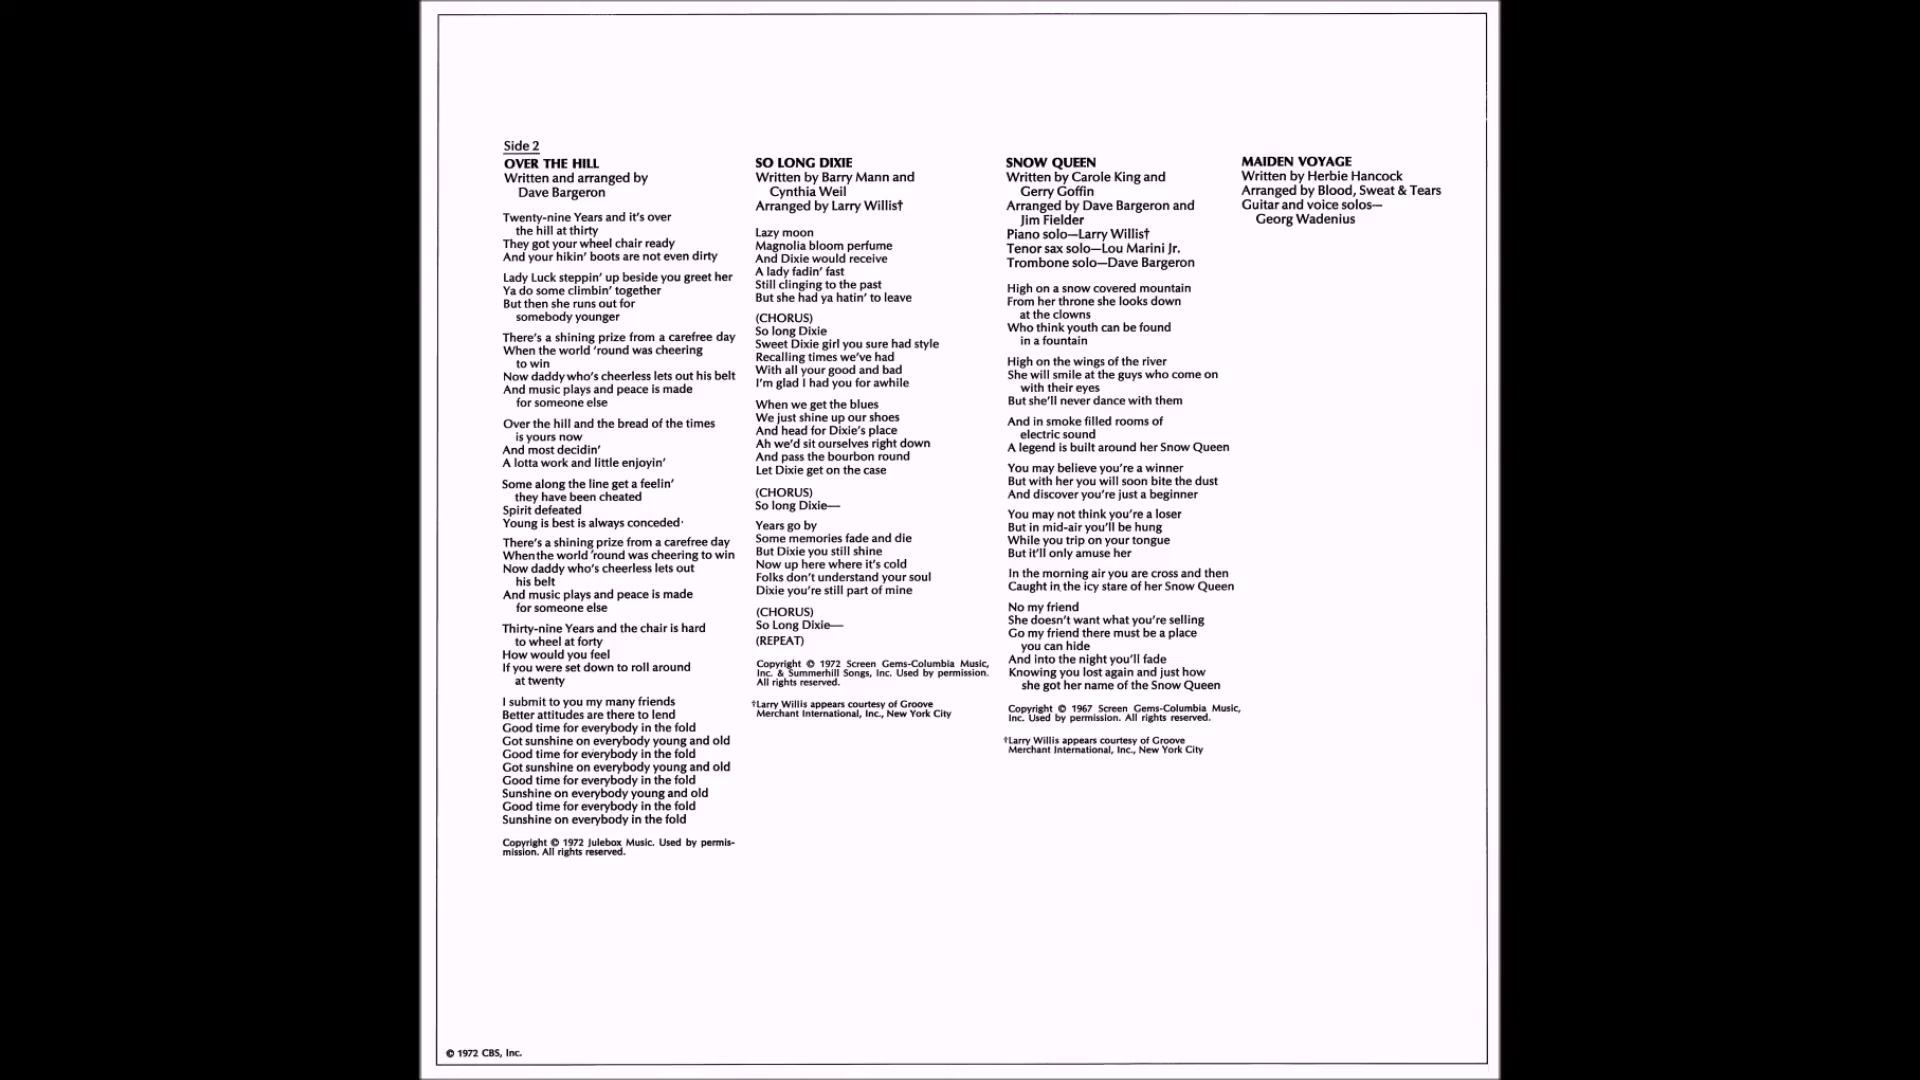 Side 2
OVER THE HILL
Written and arranged by
Dave Bargeron
Twenty-nine Years and it's over
the hill at thirty
They got your wheel chair ready
And your hikin' boots are not even dirty
Lady Luck steppin' up beside you greet her
Ya do some climbin' together
But then she runs out for
somebody younger
There's a shining prize from a carefree day
When the world 'round was cheering
to win
Now daddy who's cheerless lets out his belt
And music plays and peace is made
for someone else
Over the hill and the bread of the times
is yours now
And most decidin'
A lotta work and little enjoyin'
Some along the line get a feelin'
they have been cheated
Spirit defeated
Young is best is always conceded
There's a shining prize from a carefree day
When the world 'round was cheering to win
Now daddy who's cheerless lets out
his belt
And music plays and peace is made
for someone else
Thirty-nine Years and the chair is hard
to wheel at forty
How would you feel
If you were set down to roll around
at twenty
I submit to you my many friends
Better attitudes are there to lend
Good time for everybody in the fold
Got sunshine on everybody young and old
Good time for everybody in the fold
Got sunshine on everybody young and old
Good time for everybody in the fold
Sunshine on everybody young and old
Good time for everybody in the fold
Sunshine on everybody in the fold
Copyright © 1972 Julebox Music. Used by permis-
mission. All rights reserved.
SO LONG DIXIE
Written by Barry Mann and
Cynthia Weil
Arranged by Larry Willis†
Lazy moon
Magnolia bloom perfume
And Dixie would receive
A lady fadin' fast
Still clinging to the past
But she had ya hatin' to leave
(CHORUS)
So long Dixie
Sweet Dixie girl you sure had style
Recalling times we've had
With all your good and bad
I'm glad I had you for awhile
When we get the blues
We just shine up our shoes
And head for Dixie's place
Ah we'd sit ourselves right down
And pass the bourbon round
Let Dixie get on the case
(CHORUS)
So long Dixie—
Years go by
Some memories fade and die
But Dixie you still shine
Now up here where it's cold
Folks don't understand your soul
Dixie you're still part of mine
(CHORUS)
So Long Dixie—
(REPEAT)
Copyright © 1972 Screen Gems-Columbia Music,
Inc. & Summerhill Songs, Inc. Used by permission.
All rights reserved.
†Larry Willis appears courtesy of Groove
Merchant International, Inc., New York City
SNOW QUEEN
Written by Carole King and
Gerry Goffin
Arranged by Dave Bargeron and
Jim Fielder
Piano solo—Larry Willis†
Tenor sax solo—Lou Marini Jr.
Trombone solo—Dave Bargeron
High on a snow covered mountain
From her throne she looks down
at the clowns
Who think youth can be found
in a fountain
High on the wings of the river
She will smile at the guys who come on
with their eyes
But she'll never dance with them
And in smoke filled rooms of
electric sound
A legend is built around her Snow Queen
You may believe you're a winner
But with her you will soon bite the dust
And discover you're just a beginner
You may not think you're a loser
But in mid-air you'll be hung
While you trip on your tongue
But it'll only amuse her
In the morning air you are cross and then
Caught in the icy stare of her Snow Queen
No my friend
She doesn't want what you're selling
Go my friend there must be a place
you can hide
And into the night you'll fade
Knowing you lost again and just how
she got her name of the Snow Queen
Copyright © 1967 Screen Gems-Columbia Music,
Inc. Used by permission. All rights reserved.
†Larry Willis appears courtesy of Groove
Merchant International, Inc., New York City
MAIDEN VOYAGE
Written by Herbie Hancock
Arranged by Blood, Sweat & Tears
Guitar and voice solos—
Georg Wadenius
© 1972 CBS, Inc.